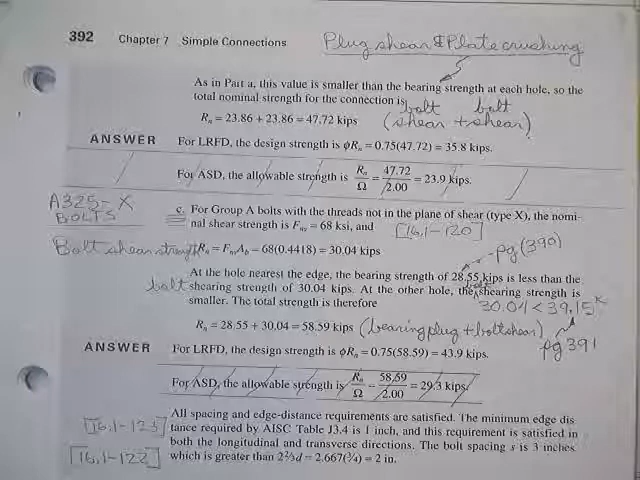 392 Chapter 7 Simple Connections Plug shear & Plate crushing
As in Part a, this value is smaller than the bearing strength at each hole, so the
total nominal strength for the connection is
bolt bolt
Rₙ = 23.86 + 23.86 = 47.72 kips (shear + shear)
ANSWER For LRFD, the design strength is ϕRₙ = 0.75(47.72) = 35.8 kips.
For ASD, the allowable strength is Rₙ/Ω = 47.72/2.00 = 23.9 kips.
A325-X
BOLTS
c. For Group A bolts with the threads not in the plane of shear (type X), the nomi-
nal shear strength is Fₙᵥ = 68 ksi, and [16.1-120]
Bolt shear strength Rₙ = FₙᵥA_b = 68(0.4418) = 30.04 kips
pg(390)
At the hole nearest the edge, the bearing strength of 28.55 kips is less than the
bolt shearing strength of 30.04 kips. At the other hole, the bolt shearing strength is
smaller. The total strength is therefore 30.04 < 39.15ᴷ
Rₙ = 28.55 + 30.04 = 58.59 kips (bearing plug + bolt shear)
pg 391
ANSWER For LRFD, the design strength is ϕRₙ = 0.75(58.59) = 43.9 kips.
For ASD, the allowable strength is Rₙ/Ω = 58.59/2.00 = 29.3 kips.
All spacing and edge-distance requirements are satisfied. The minimum edge dis-
[16.1-123] tance required by AISC Table J3.4 is 1 inch, and this requirement is satisfied in
both the longitudinal and transverse directions. The bolt spacing s is 3 inches
[16.1-122] which is greater than 2⅔d = 2.667(¾) = 2 in.